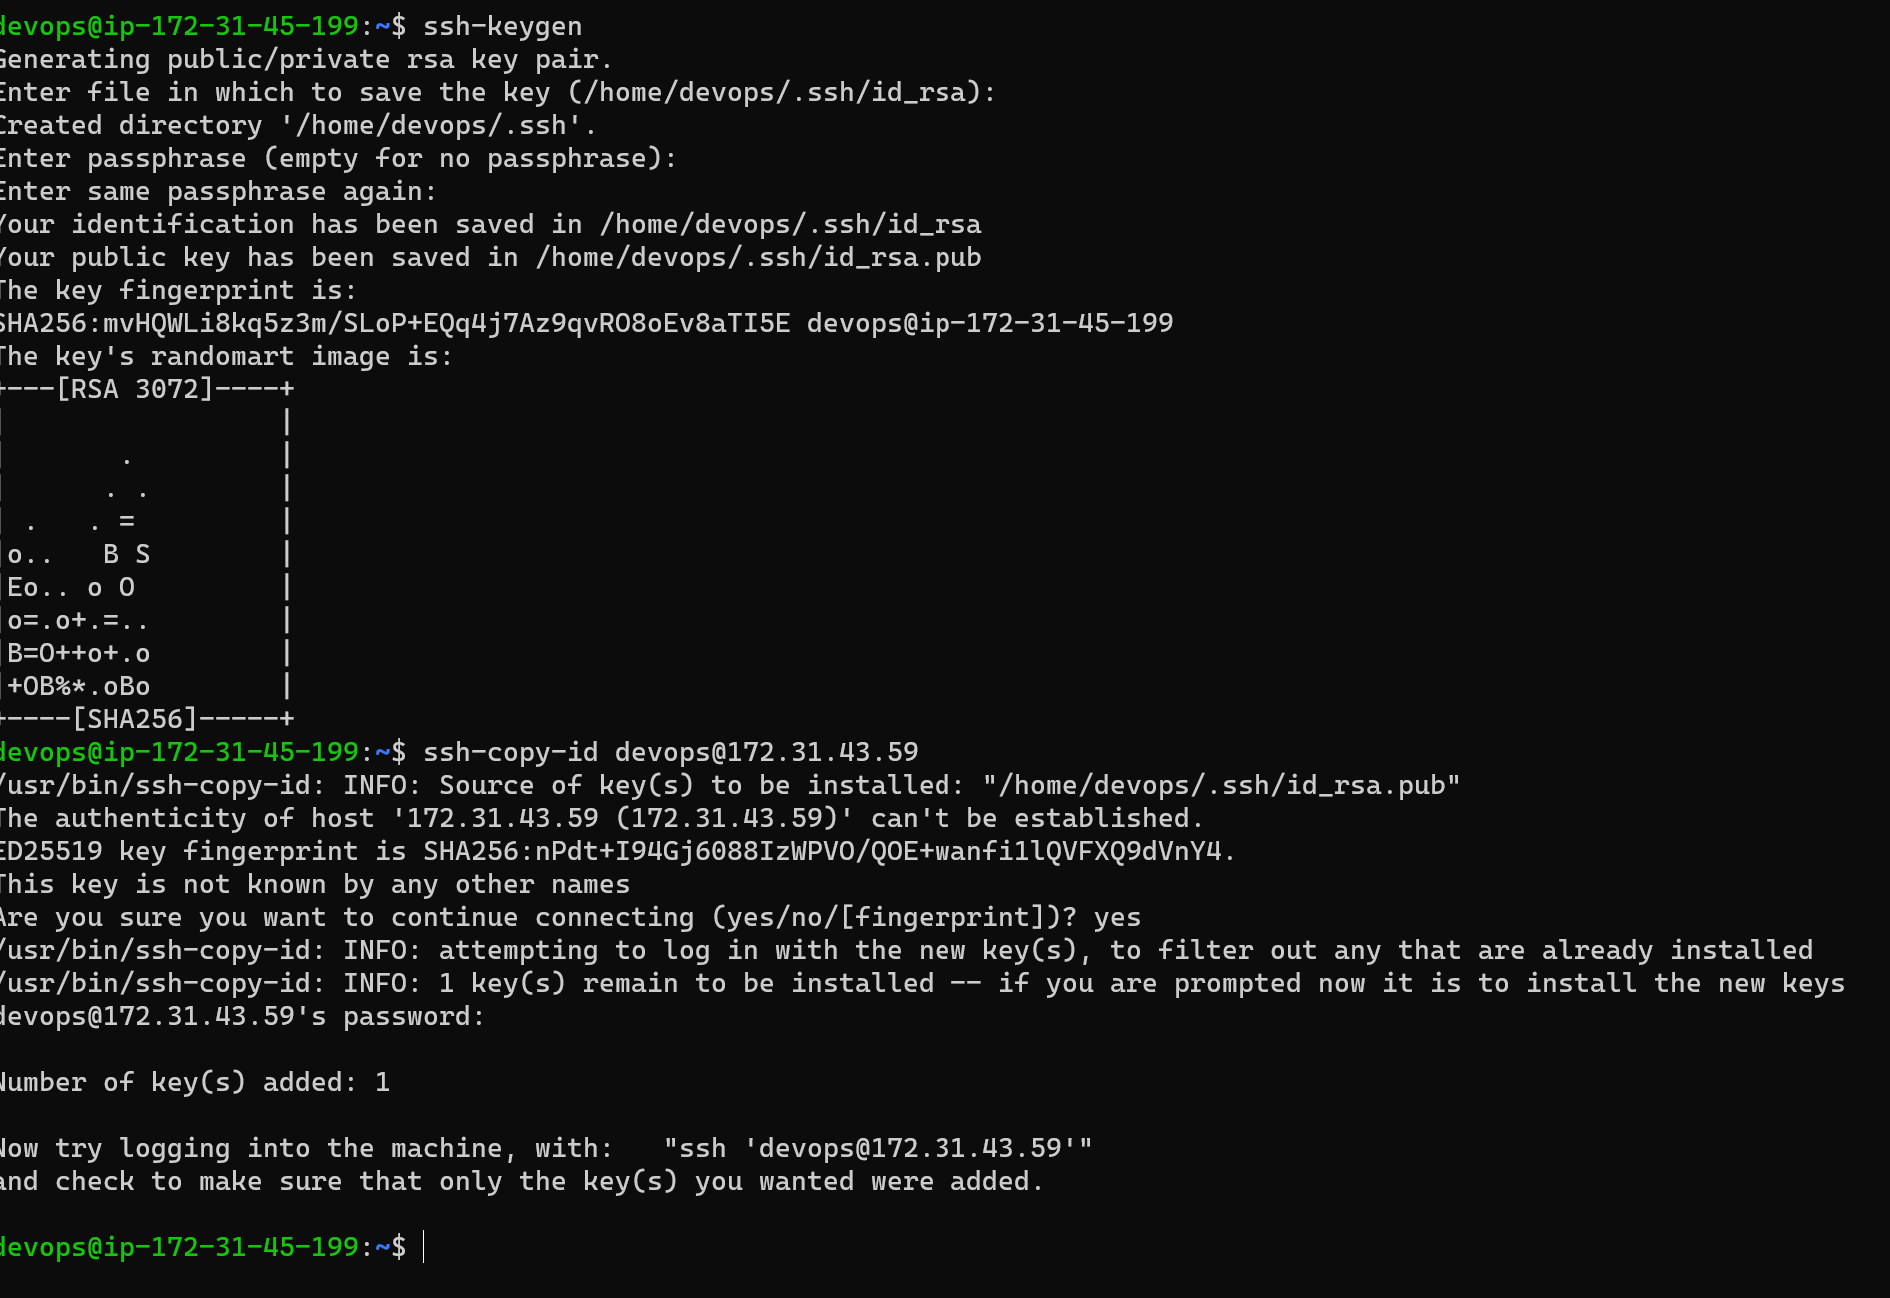 devops@ip-172-31-45-199:~$ ssh-keygen
Generating public/private rsa key pair.
Enter file in which to save the key (/home/devops/.ssh/id_rsa):
Created directory '/home/devops/.ssh'.
Enter passphrase (empty for no passphrase):
Enter same passphrase again:
Your identification has been saved in /home/devops/.ssh/id_rsa
Your public key has been saved in /home/devops/.ssh/id_rsa.pub
The key fingerprint is:
SHA256:mvHQWLi8kq5z3m/SLoP+EQq4j7Az9qvRO8oEv8aTI5E devops@ip-172-31-45-199
The key's randomart image is:
+---[RSA 3072]----+
|                 |
|       .         |
|      . .        |
| .   . =         |
|o..   B S        |
|Eo.. o O         |
|o=.o+.=..        |
|B=O++o+.o        |
|+OB%*.oBo        |
+----[SHA256]-----+
devops@ip-172-31-45-199:~$ ssh-copy-id devops@172.31.43.59
/usr/bin/ssh-copy-id: INFO: Source of key(s) to be installed: "/home/devops/.ssh/id_rsa.pub"
The authenticity of host '172.31.43.59 (172.31.43.59)' can't be established.
ED25519 key fingerprint is SHA256:nPdt+I94Gj6088IzWPVO/QOE+wanfi1lQVFXQ9dVnY4.
This key is not known by any other names
Are you sure you want to continue connecting (yes/no/[fingerprint])? yes
/usr/bin/ssh-copy-id: INFO: attempting to log in with the new key(s), to filter out any that are already installed
/usr/bin/ssh-copy-id: INFO: 1 key(s) remain to be installed -- if you are prompted now it is to install the new keys
devops@172.31.43.59's password:

Number of key(s) added: 1

Now try logging into the machine, with:   "ssh 'devops@172.31.43.59'"
and check to make sure that only the key(s) you wanted were added.

devops@ip-172-31-45-199:~$